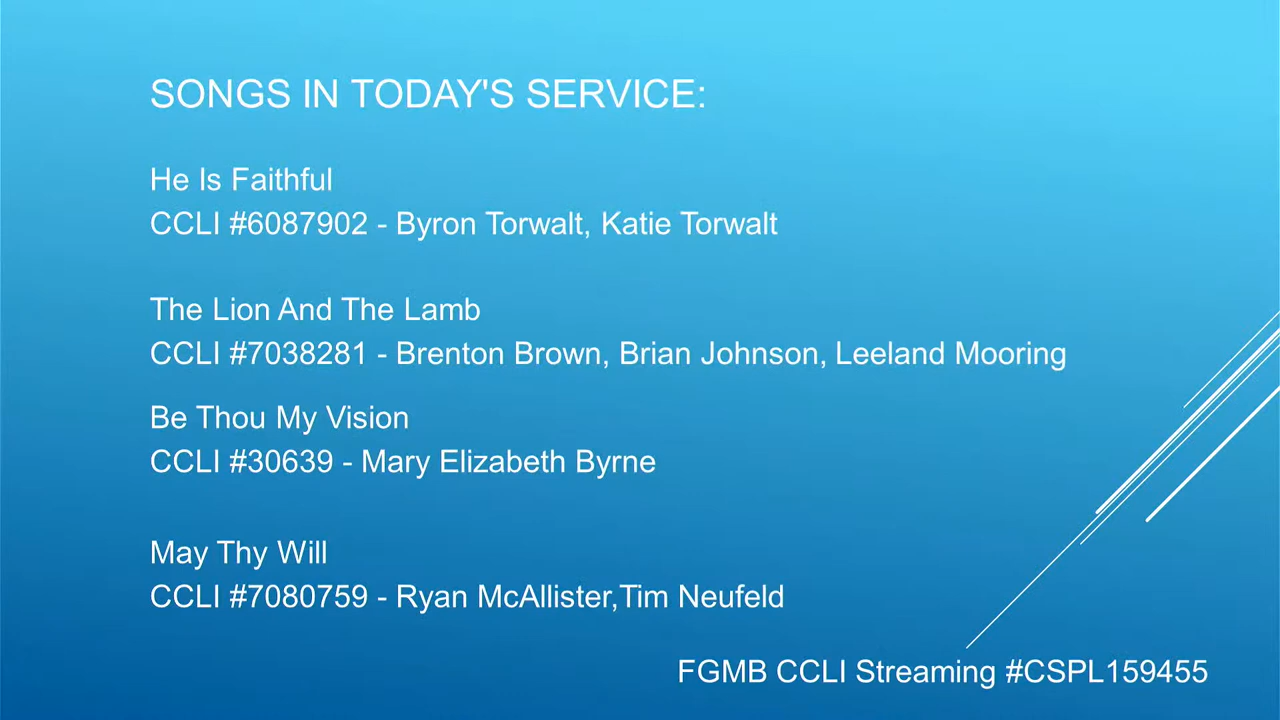 SONGS IN TODAY'S SERVICE:
He Is Faithful
CCLI #6087902 - Byron Torwalt, Katie Torwalt
The Lion And The Lamb
CCLI #7038281 - Brenton Brown, Brian Johnson, Leeland Mooring
Be Thou My Vision
CCLI #30639 - Mary Elizabeth Byrne
May Thy Will
CCLI #7080759 - Ryan McAllister,Tim Neufeld
FGMB CCLI Streaming #CSPL159455